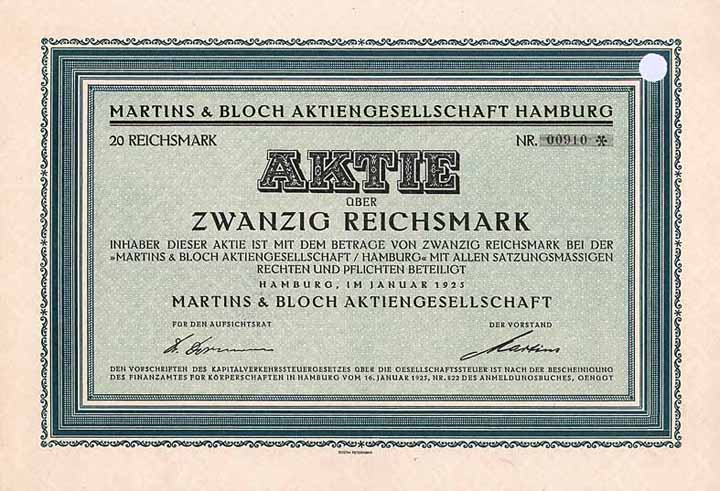 MARTINS & BLOCH AKTIENGESELLSCHAFT HAMBURG
20 REICHSMARK NR. 00910 *
AKTIE
ÜBER
ZWANZIG REICHSMARK
INHABER DIESER AKTIE IST MIT DEM BETRAGE VON ZWANZIG REICHSMARK BEI DER
»MARTINS & BLOCH AKTIENGESELLSCHAFT / HAMBURG« MIT ALLEN SATZUNGSMÄSSIGEN
RECHTEN UND PFLICHTEN BETEILIGT
HAMBURG, IM JANUAR 1925
MARTINS & BLOCH AKTIENGESELLSCHAFT
FÜR DEN AUFSICHTSRAT DER VORSTAND
Martins
DEN VORSCHRIFTEN DES KAPITALVERKEHRSSTEUERGESETZES ÜBER DIE GESELLSCHAFTSSTEUER IST NACH DER BESCHEINIGUNG
DES FINANZAMTES FÜR KÖRPERSCHAFTEN IN HAMBURG VOM 16. JANUAR 1925, NR. 822 DES ANMELDUNGSBUCHES, GENÜGT